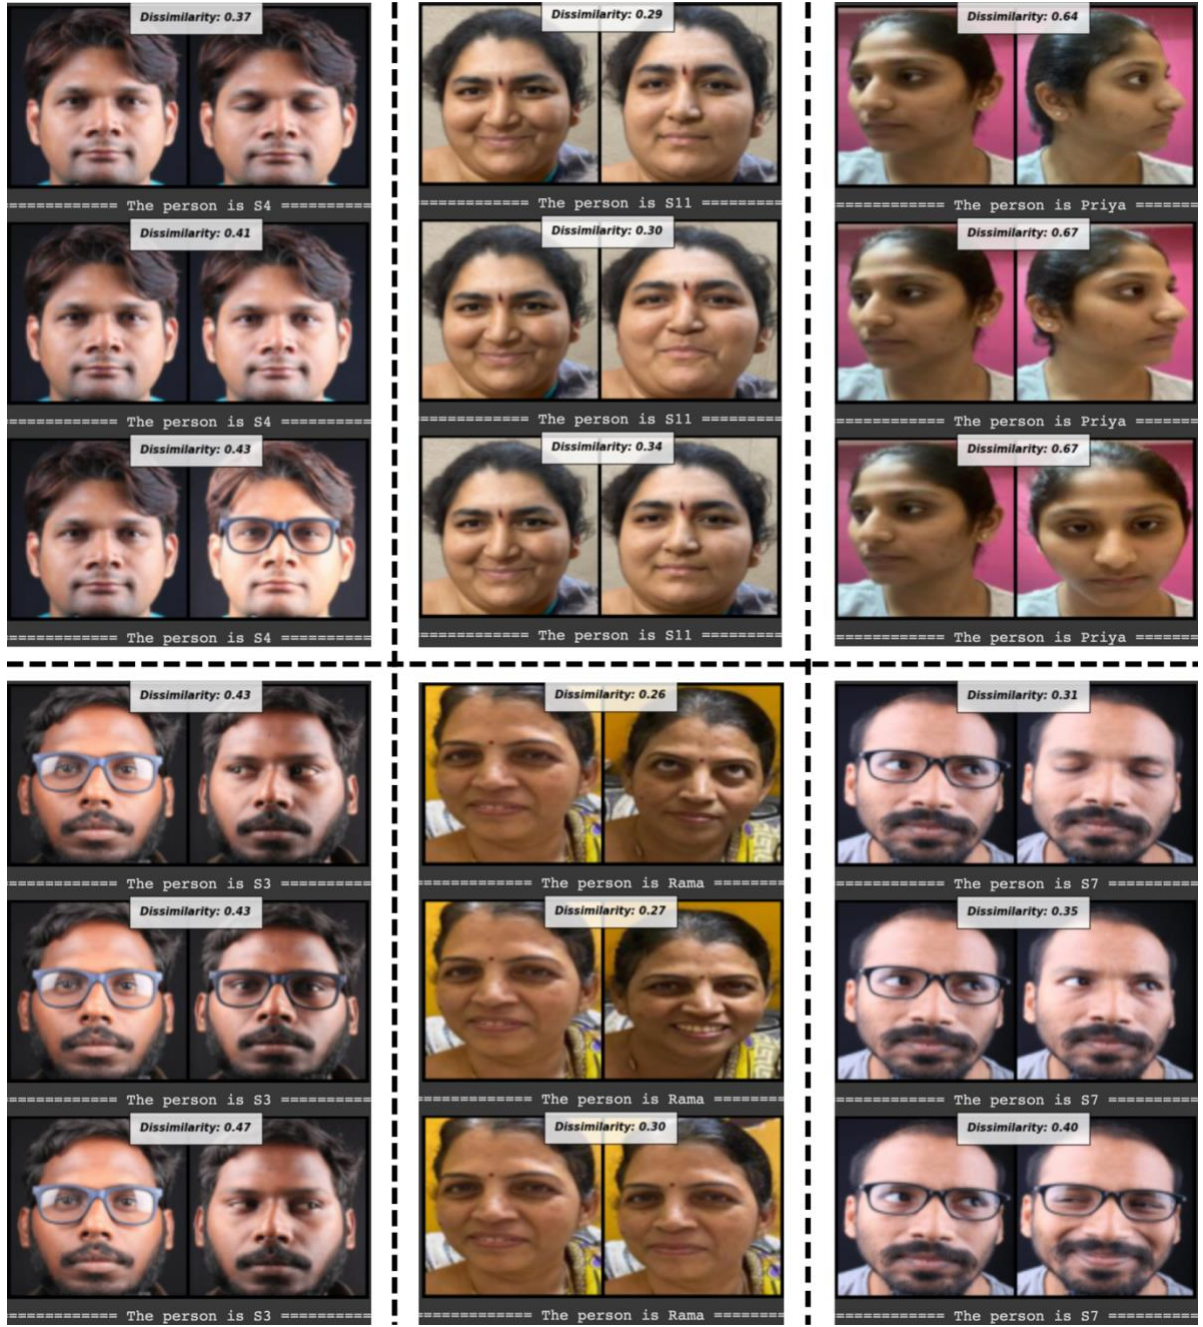 Dissimilarity: 0.37
============ The person is S4 ============
Dissimilarity: 0.41
============ The person is S4 ============
Dissimilarity: 0.43
============ The person is S4 ============
Dissimilarity: 0.29
============ The person is S11 ============
Dissimilarity: 0.30
============ The person is S11 ============
Dissimilarity: 0.34
============ The person is S11 ============
Dissimilarity: 0.64
============ The person is Priya ============
Dissimilarity: 0.67
============ The person is Priya ============
Dissimilarity: 0.67
============ The person is Priya ============
Dissimilarity: 0.43
============ The person is S3 ============
Dissimilarity: 0.43
============ The person is S3 ============
Dissimilarity: 0.47
============ The person is S3 ============
Dissimilarity: 0.26
============ The person is Rama ============
Dissimilarity: 0.27
============ The person is Rama ============
Dissimilarity: 0.30
============ The person is Rama ============
Dissimilarity: 0.31
============ The person is S7 ============
Dissimilarity: 0.35
============ The person is S7 ============
Dissimilarity: 0.40
============ The person is S7 ============